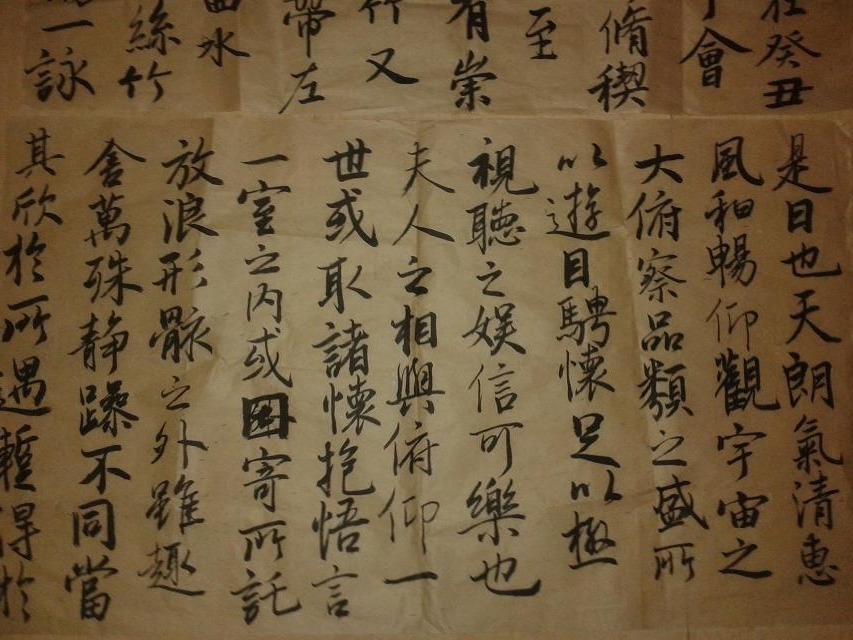 在癸丑
會
脩稧
至
有崇
竹又
帶左
曲水
絲竹
一詠
是日也天朗氣清惠
風和暢仰觀宇宙之
大俯察品類之盛所
以遊目騁懷足以極
視聽之娛信可樂也
夫人之相與俯仰一
世或取諸懷抱悟言
一室之内或因寄所託
放浪形骸之外雖趣
舍萬殊静躁不同當
其欣於所遇暫得於